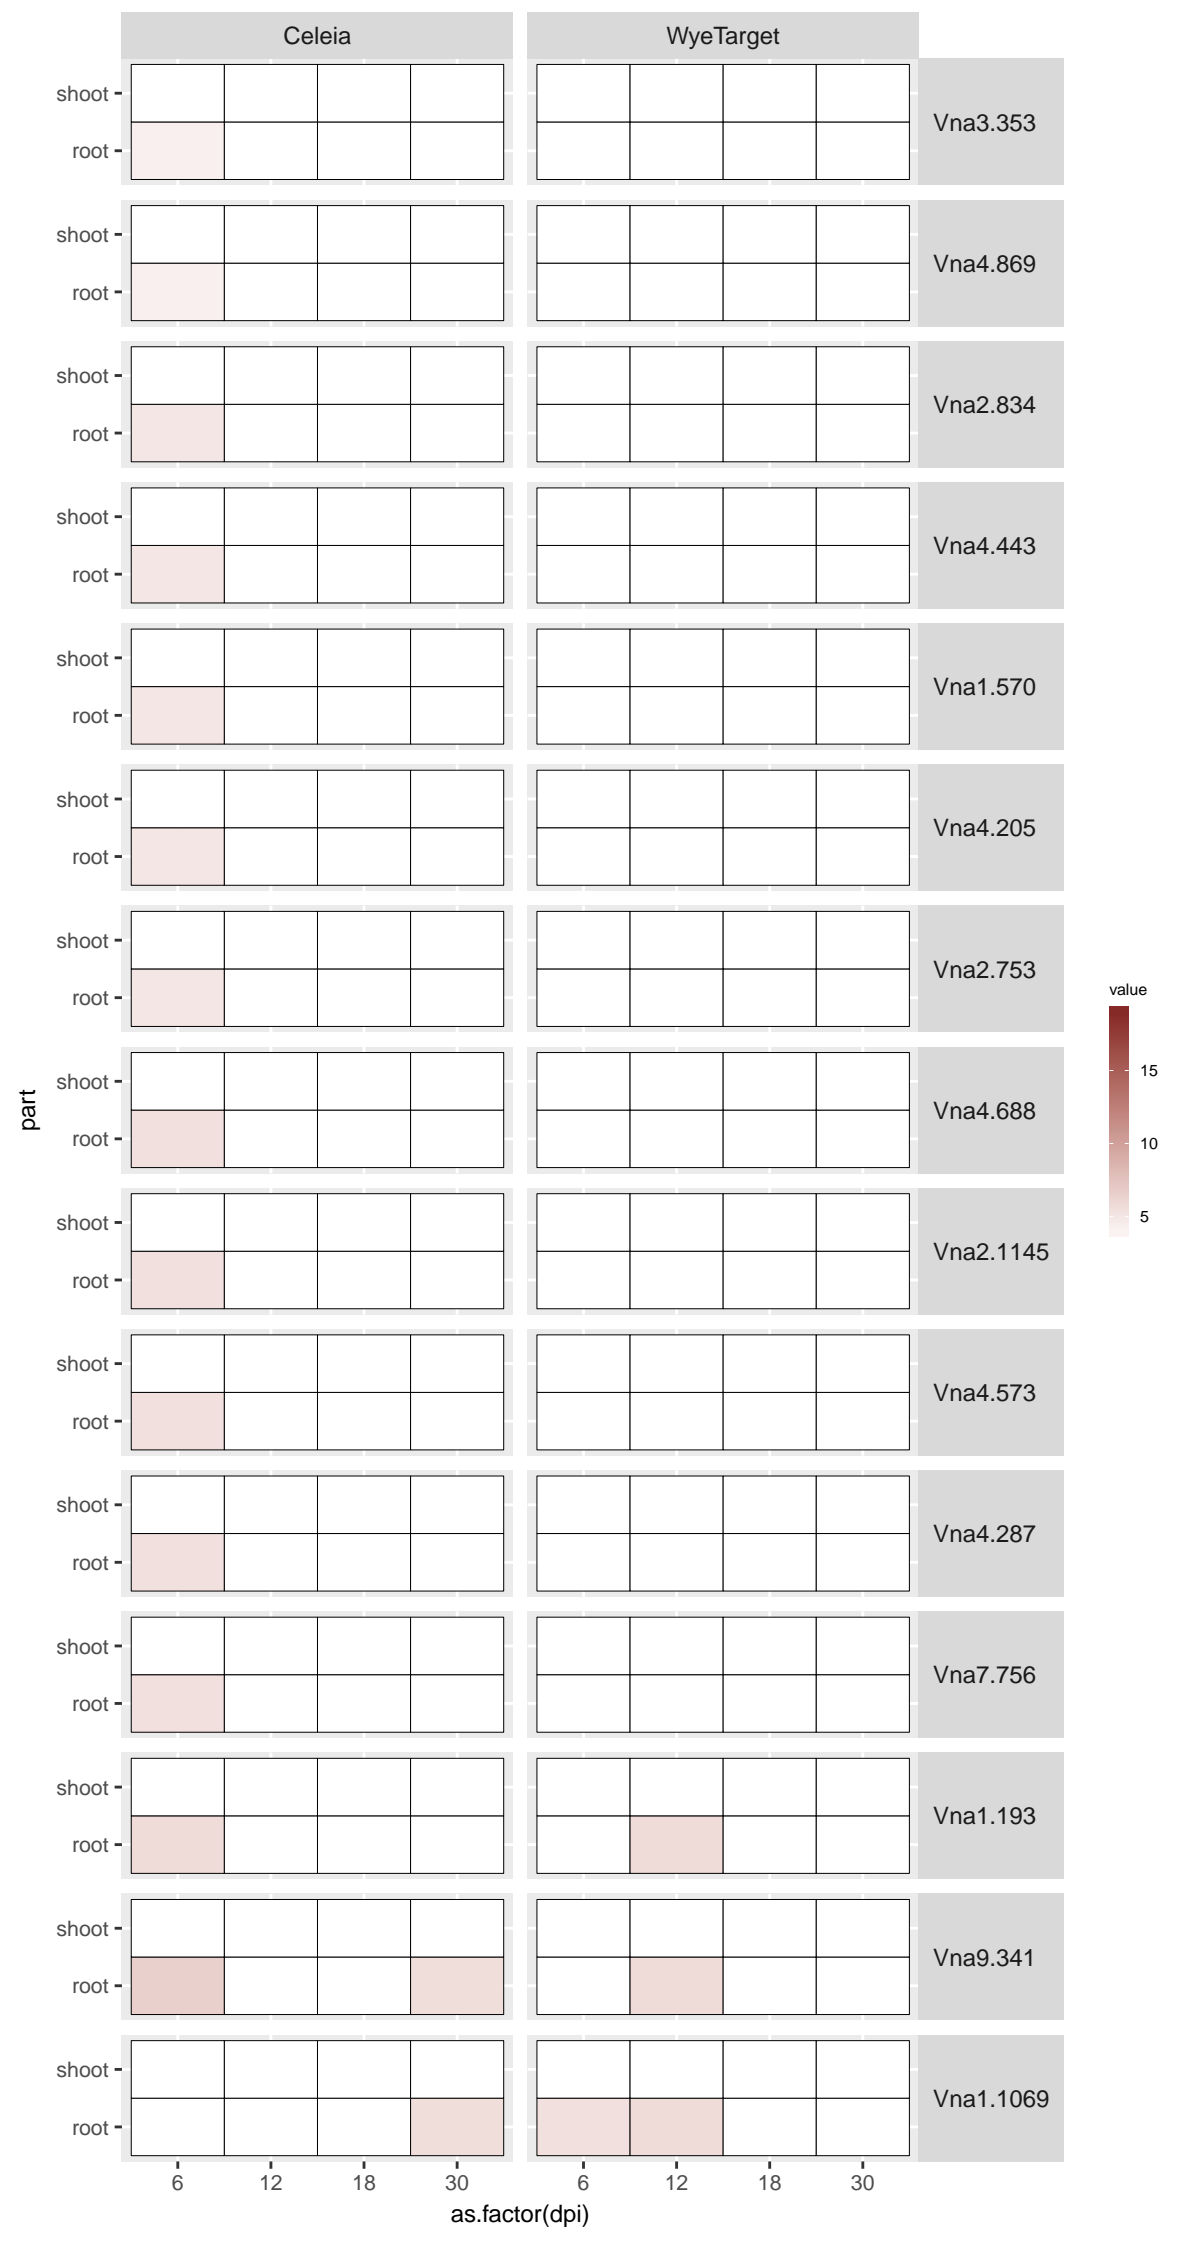 Celeia WyeTarget
shoot
root
Vna3.353
shoot
root
Vna4.869
shoot
root
Vna2.834
shoot
root
Vna4.443
shoot
root
Vna1.570
shoot
root
Vna4.205
shoot
root
Vna2.753
shoot
root
Vna4.688
shoot
root
Vna2.1145
shoot
root
Vna4.573
shoot
root
Vna4.287
shoot
root
Vna7.756
shoot
root
Vna1.193
shoot
root
Vna9.341
shoot
root
Vna1.1069
6 12 18 30 6 12 18 30
as.factor(dpi)
part
value
15
10
5